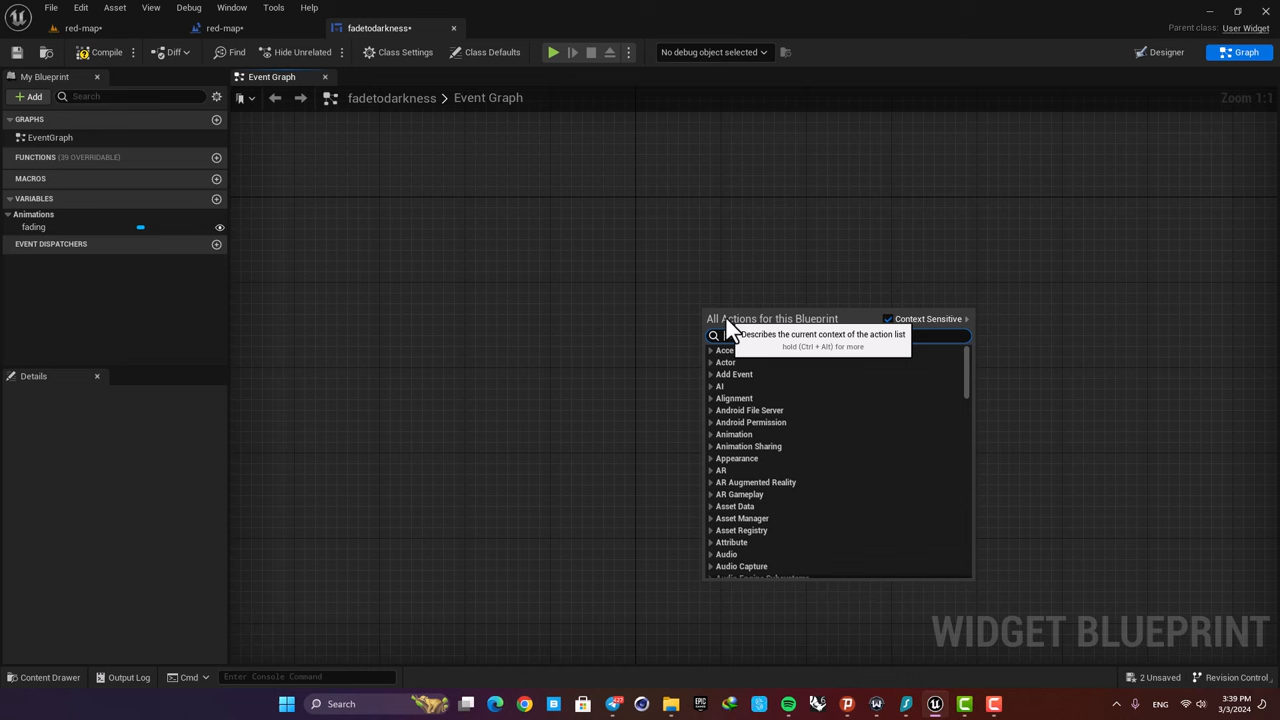 File Edit Asset View Debug Window Tools Help
red-map* red-map* fadetodarkness* Parent class: User Widget
Compile Diff Find Hide Unrelated Class Settings Class Defaults No debug object selected Designer Graph
My Blueprint Event Graph
Add Search fadetodarkness > Event Graph Zoom 1:1
GRAPHS
EventGraph
FUNCTIONS (39 OVERRIDABLE)
MACROS
VARIABLES
Animations
fading
EVENT DISPATCHERS
Details
All Actions for this Blueprint Context Sensitive
Describes the current context of the action list
hold (Ctrl + Alt) for more
Acce
Actor
Add Event
AI
Alignment
Android File Server
Android Permission
Animation
Animation Sharing
Appearance
AR
AR Augmented Reality
AR Gameplay
Asset Data
Asset Manager
Asset Registry
Attribute
Audio
Audio Capture
Audio Engine Subsystems
WIDGET BLUEPRINT
Content Drawer Output Log Cmd Enter Console Command 2 Unsaved Revision Control
Search 3:39 PM
3/3/2024